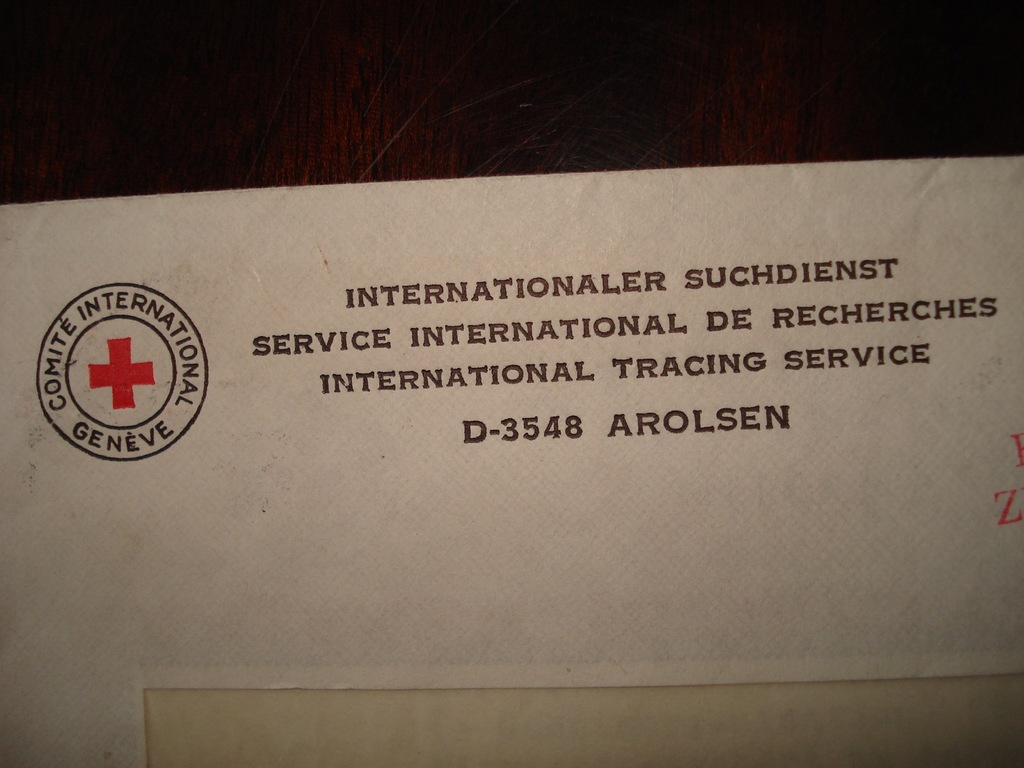 COMITÉ INTERNATIONAL
GENÈVE
INTERNATIONALER SUCHDIENST
SERVICE INTERNATIONAL DE RECHERCHES
INTERNATIONAL TRACING SERVICE
D-3548 AROLSEN